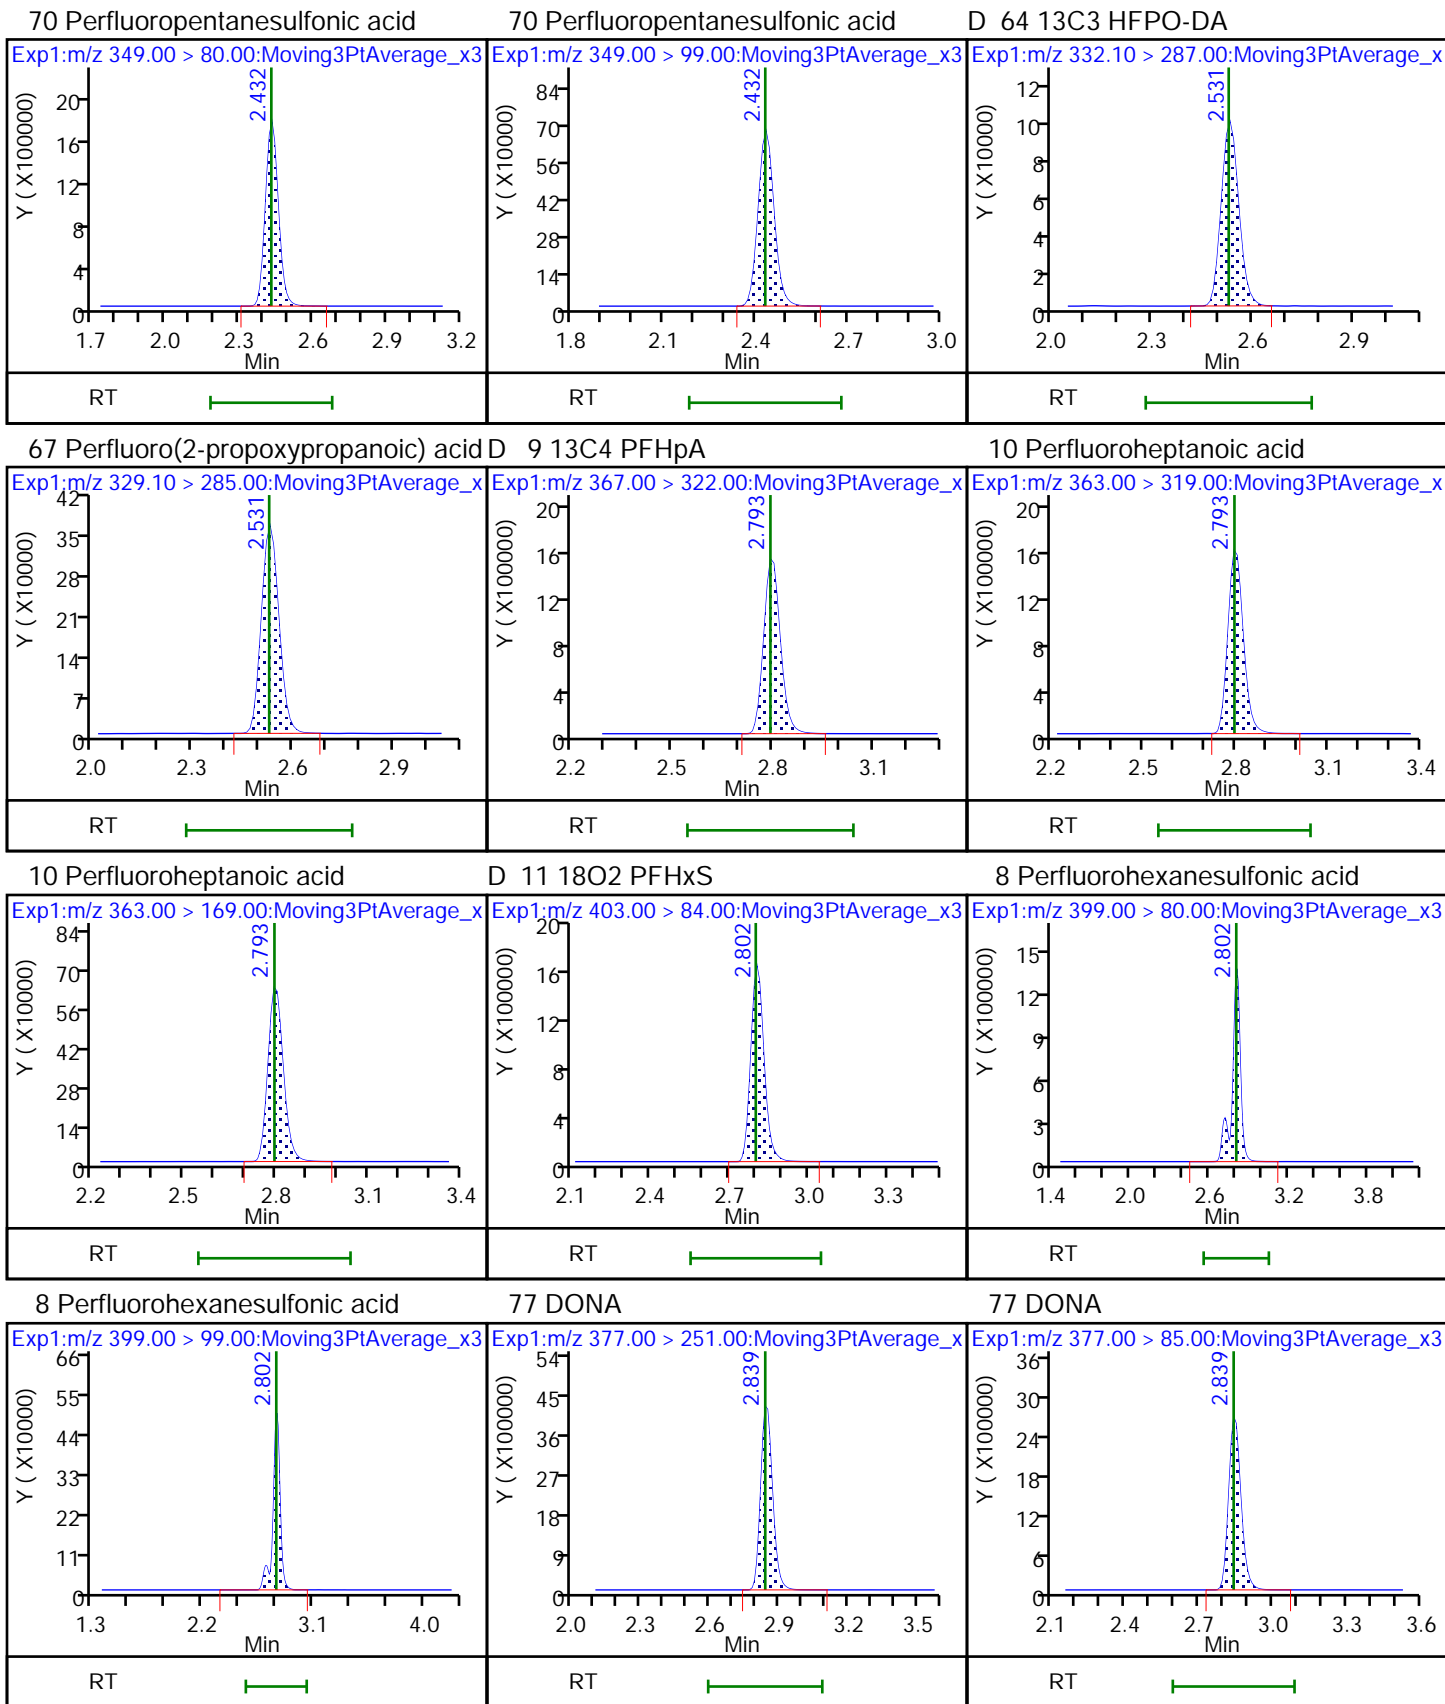 70 Perfluoropentanesulfonic acid
Exp1:m/z 349.00 > 80.00:Moving3PtAverage_x3
2.432
Y ( X100000)
20
16
12
8
4
0
1.7 2.0 2.3 2.6 2.9 3.2
Min
RT
70 Perfluoropentanesulfonic acid
Exp1:m/z 349.00 > 99.00:Moving3PtAverage_x3
2.432
Y ( X10000)
84
70
56
42
28
14
0
1.8 2.1 2.4 2.7 3.0
Min
RT
D 64 13C3 HFPO-DA
Exp1:m/z 332.10 > 287.00:Moving3PtAverage_x
2.531
Y ( X10000)
12
10
8
6
4
2
0
2.0 2.3 2.6 2.9
Min
RT
67 Perfluoro(2-propoxypropanoic) acid
Exp1:m/z 329.10 > 285.00:Moving3PtAverage_x
2.531
Y ( X10000)
42
35
28
21
14
7
0
2.0 2.3 2.6 2.9
Min
RT
D 9 13C4 PFHpA
Exp1:m/z 367.00 > 322.00:Moving3PtAverage_x
2.793
Y ( X100000)
20
16
12
8
4
0
2.2 2.5 2.8 3.1
Min
RT
10 Perfluoroheptanoic acid
Exp1:m/z 363.00 > 319.00:Moving3PtAverage_x
2.793
Y ( X100000)
20
16
12
8
4
0
2.2 2.5 2.8 3.1 3.4
Min
RT
10 Perfluoroheptanoic acid
Exp1:m/z 363.00 > 169.00:Moving3PtAverage_x
2.793
Y ( X10000)
84
70
56
42
28
14
0
2.2 2.5 2.8 3.1 3.4
Min
RT
D 11 18O2 PFHxS
Exp1:m/z 403.00 > 84.00:Moving3PtAverage_x3
2.802
Y ( X100000)
20
16
12
8
4
0
2.1 2.4 2.7 3.0 3.3
Min
RT
8 Perfluorohexanesulfonic acid
Exp1:m/z 399.00 > 80.00:Moving3PtAverage_x3
2.802
Y ( X100000)
15
12
9
6
3
0
1.4 2.0 2.6 3.2 3.8
Min
RT
8 Perfluorohexanesulfonic acid
Exp1:m/z 399.00 > 99.00:Moving3PtAverage_x3
2.802
Y ( X10000)
66
55
44
33
22
11
0
1.3 2.2 3.1 4.0
Min
RT
77 DONA
Exp1:m/z 377.00 > 251.00:Moving3PtAverage_x
2.839
Y ( X100000)
54
45
36
27
18
9
0
2.0 2.3 2.6 2.9 3.2 3.5
Min
RT
77 DONA
Exp1:m/z 377.00 > 85.00:Moving3PtAverage_x3
2.839
Y ( X100000)
36
30
24
18
12
6
0
2.1 2.4 2.7 3.0 3.3 3.6
Min
RT